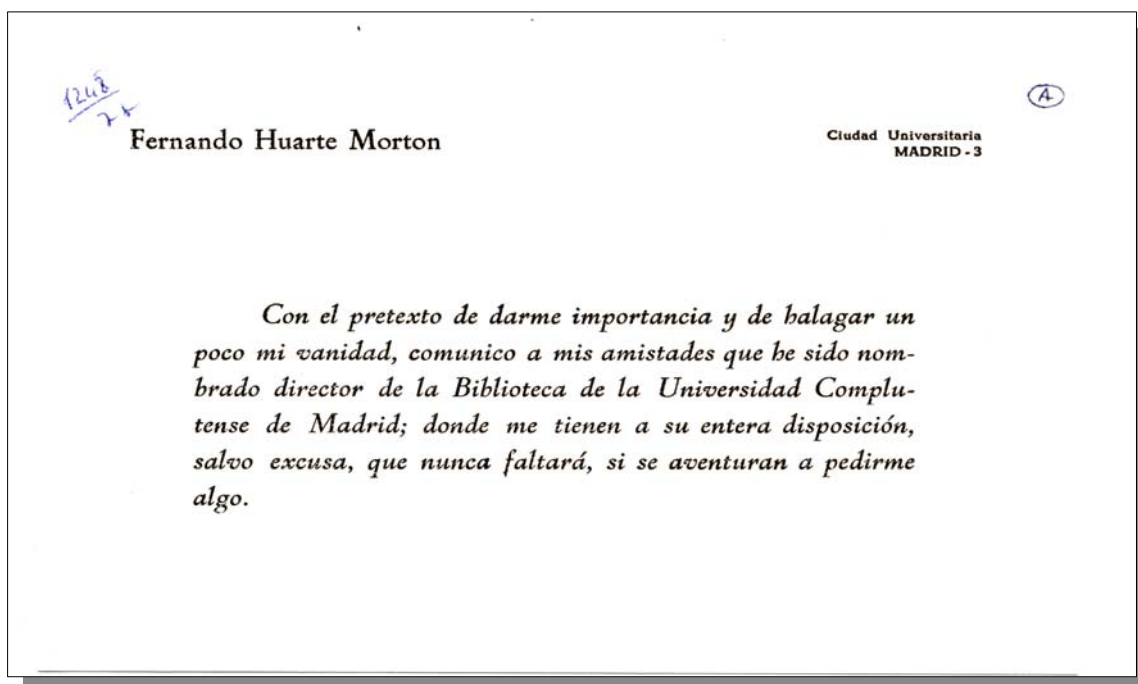 1248
A
Fernando Huarte Morton
Ciudad Universitaria
MADRID - 3
Con el pretexto de darme importancia y de halagar un
poco mi vanidad, comunico a mis amistades que he sido nom-
brado director de la Biblioteca de la Universidad Complu-
tense de Madrid; donde me tienen a su entera disposición,
salvo excusa, que nunca faltará, si se aventuran a pedirme
algo.